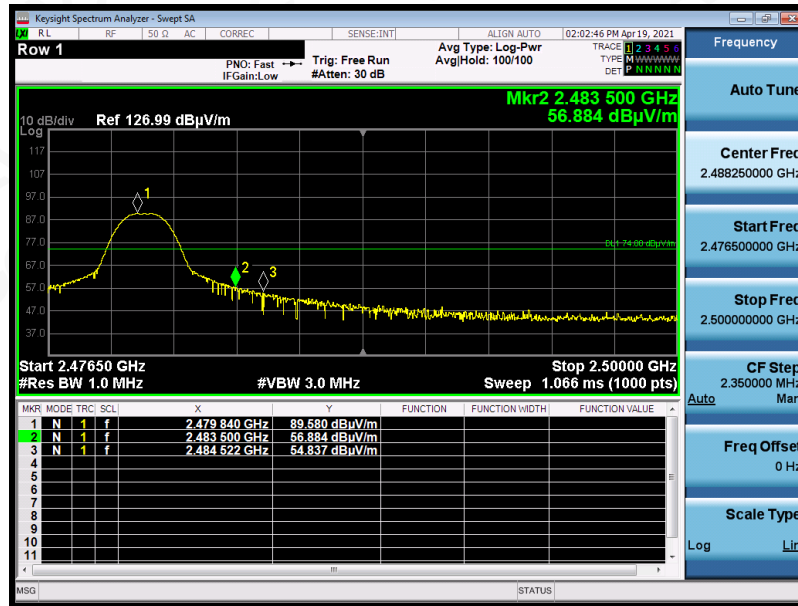 Keysight Spectrum Analyzer - Swept SA
LXI RL RF 50 Ω AC CORREC SENSE:INT ALIGN AUTO 02:02:46 PM Apr 19, 2021
Row 1
PNO: Fast Trig: Free Run Avg Type: Log-Pwr TRACE 1 2 3 4 5 6
IFGain:Low #Atten: 30 dB Avg|Hold: 100/100 TYPE M W W W W W
DET P N N N N N
Mkr2 2.483 500 GHz
10 dB/div Ref 126.99 dBµV/m 56.884 dBµV/m
Log
117
107
97.0
87.0
77.0
67.0
57.0
47.0
37.0
1
2
3
DL1 74.00 dBµV/m
Start 2.47650 GHz Stop 2.50000 GHz
#Res BW 1.0 MHz #VBW 3.0 MHz Sweep 1.066 ms (1000 pts)
MKR MODE TRC SCL X Y FUNCTION FUNCTION WIDTH FUNCTION VALUE
1 N 1 f 2.479 840 GHz 89.580 dBµV/m
2 N 1 f 2.483 500 GHz 56.884 dBµV/m
3 N 1 f 2.484 522 GHz 54.837 dBµV/m
4
5
6
7
8
9
10
11
MSG STATUS
Frequency
Auto Tune
Center Freq
2.488250000 GHz
Start Freq
2.476500000 GHz
Stop Freq
2.500000000 GHz
CF Step
2.350000 MHz
Auto Man
Freq Offset
0 Hz
Scale Type
Log Lin